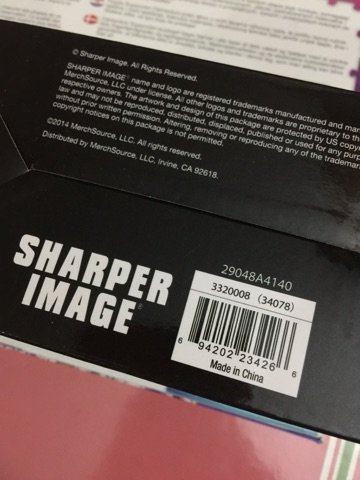 © Sharper Image. All Rights Reserved.
SHARPER IMAGE® name and logo are registered trademarks manufactured and mar
MerchSource, LLC under license. All other logos and trademarks are proprietary to the
respective owners. The artwork and design of this package are protected by US copy
law and may not be reproduced, distributed, displaced, published or used for any purp
without prior written permission. Altering, removing or reproducing any of the tradema
copyright notices on this package is not permitted.
©2014 MerchSource, LLC. All rights reserved.
Distributed by MerchSource, LLC. Irvine, CA 92618.
SHARPER
IMAGE
29048A4140
3320008 (34078)
6 94202 23426 6
Made in China